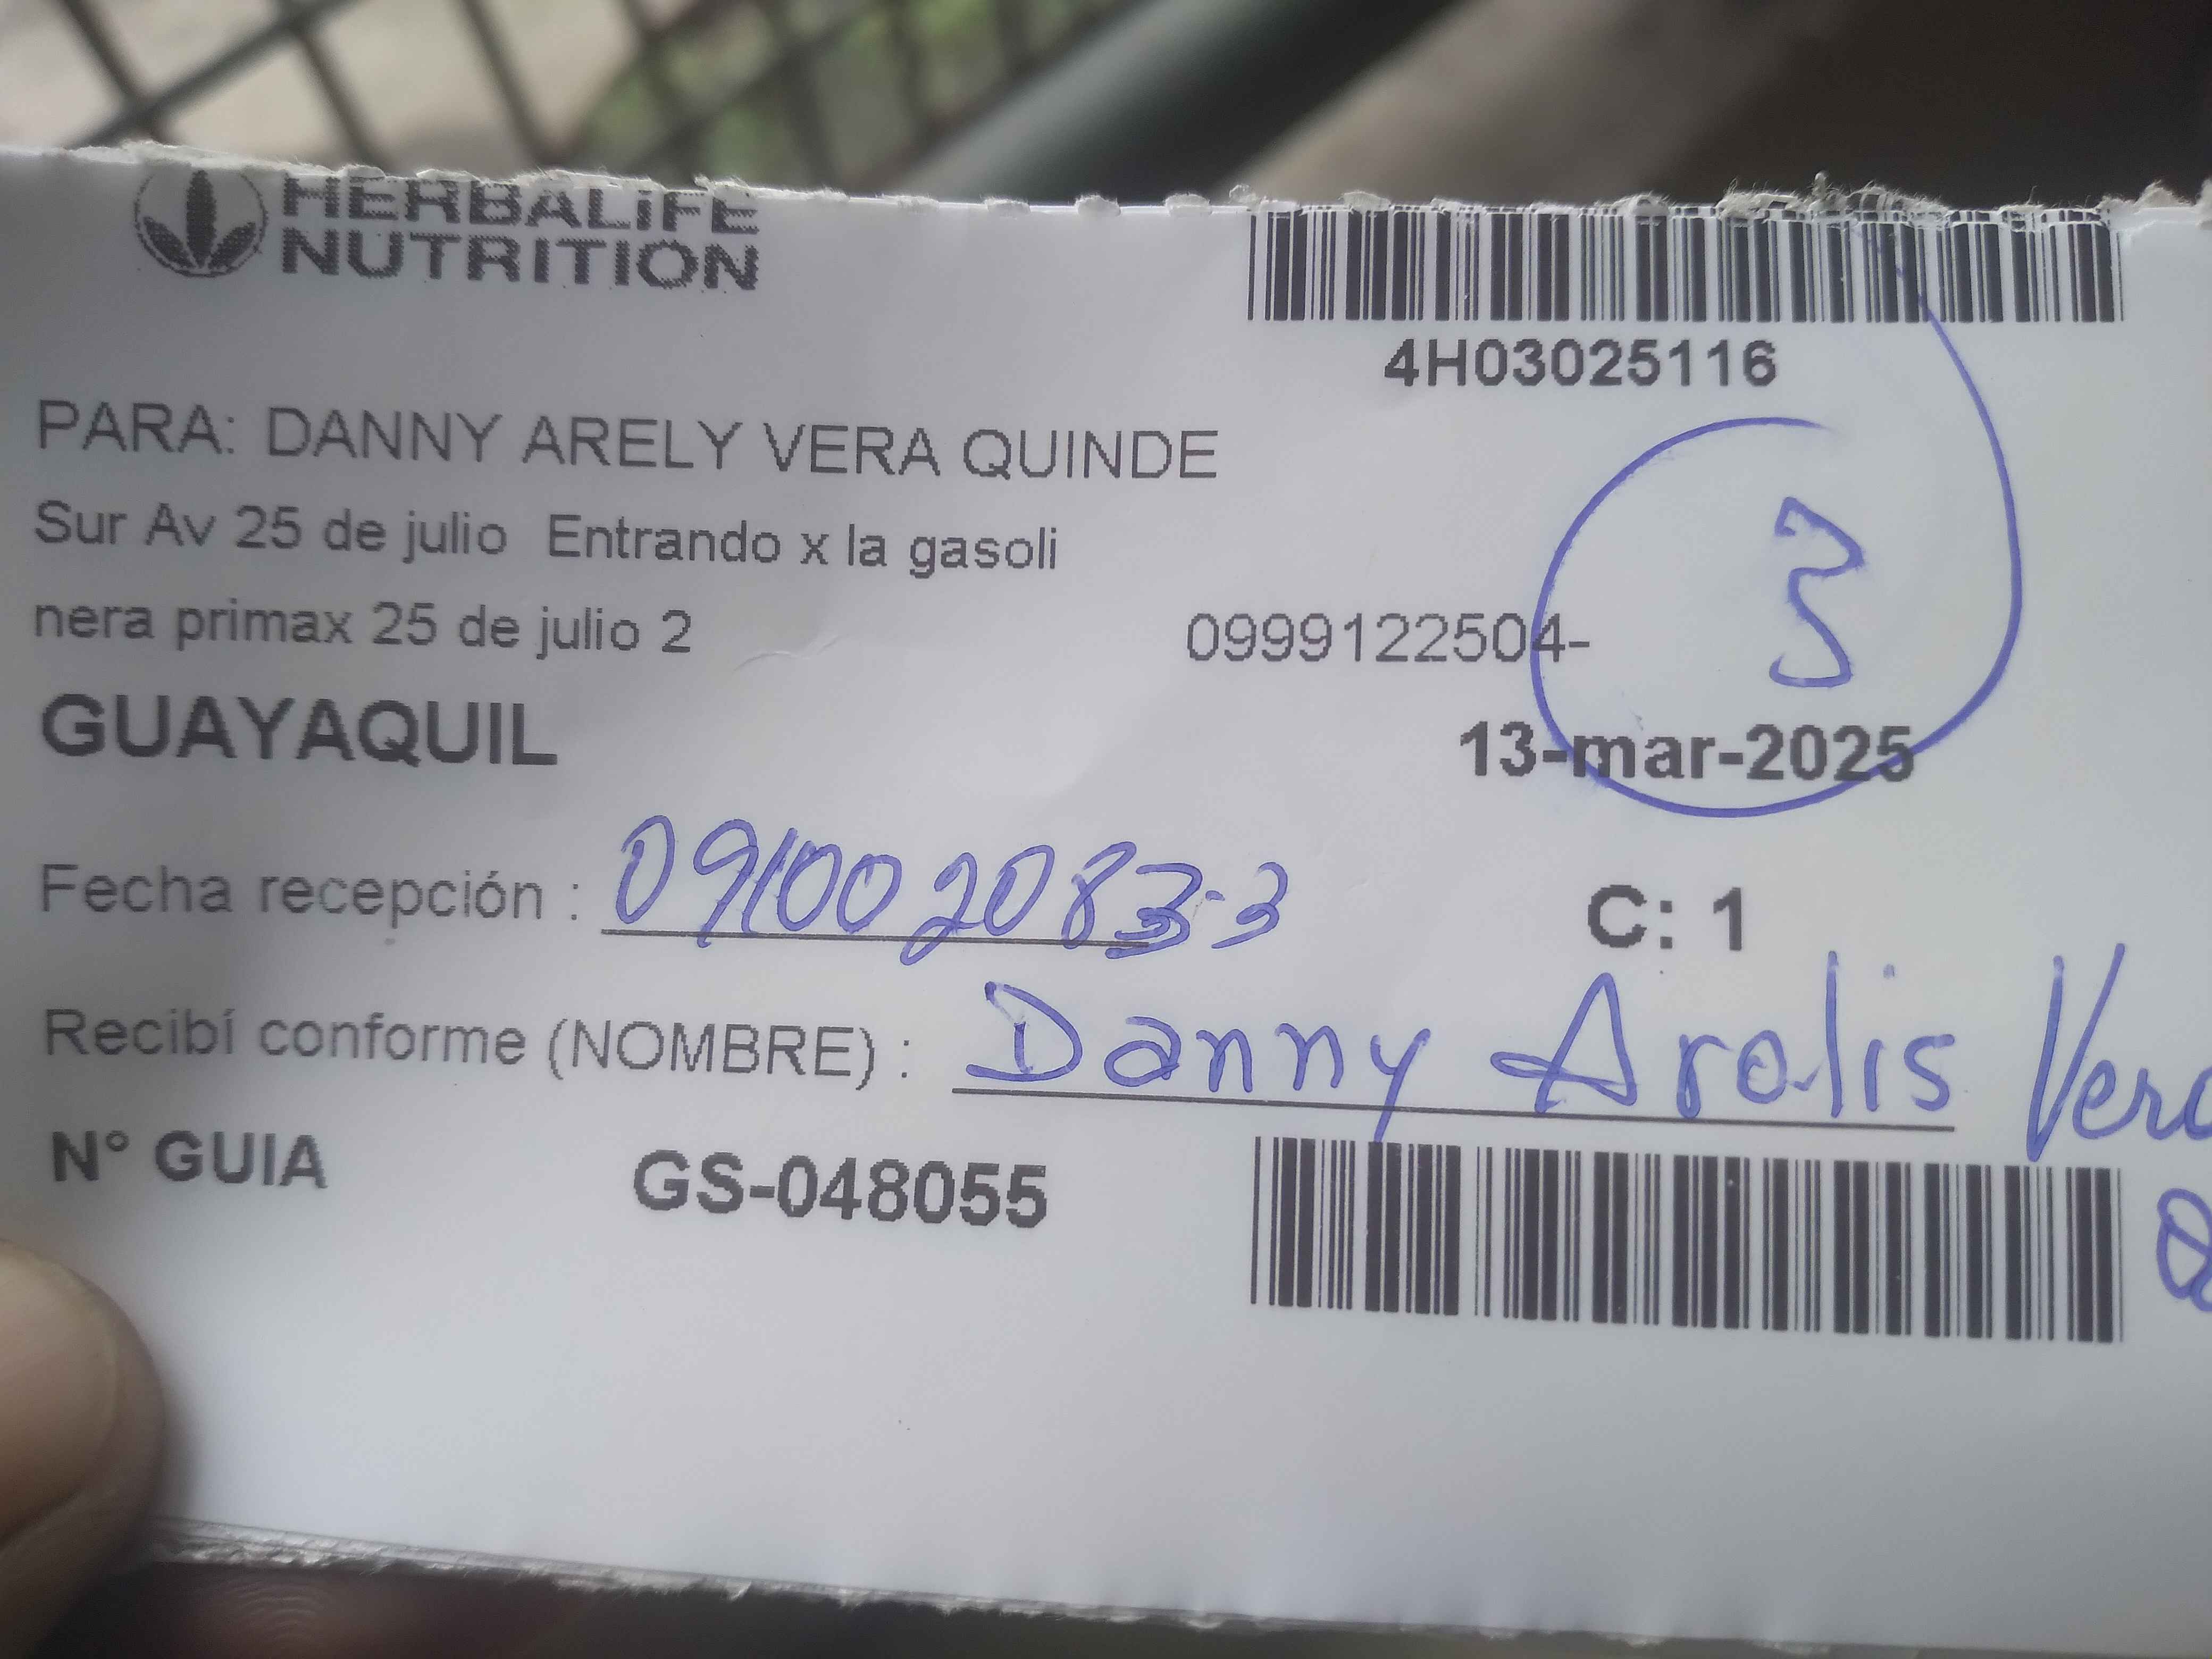 HERBALIFE
NUTRITION
4H03025116
PARA: DANNY ARELY VERA QUINDE
Sur Av 25 de julio Entrando x la gasoli
nera primax 25 de julio 2
0999122504-
3
GUAYAQUIL
13-mar-2025
Fecha recepción : 091002083-3
C: 1
Recibí conforme (NOMBRE) : Danny Arolis
N° GUIA GS-048055